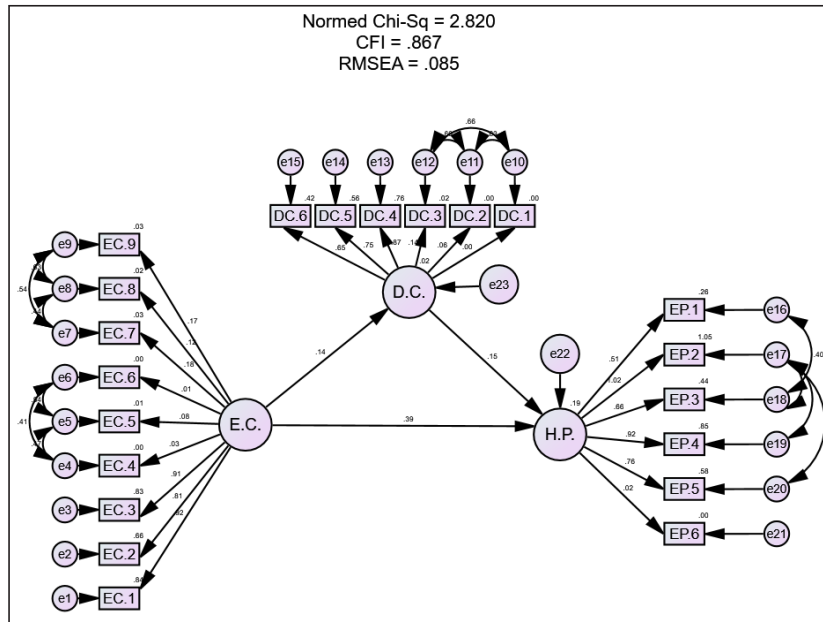 Normed Chi-Sq = 2.820
CFI = .867
RMSEA = .085
.66
e15 e14 e13 e12 e11 e10
.42 .56 .76 .02 .00 .00
DC.6 DC.5 DC.4 DC.3 DC.2 DC.1
.65 .75 .87 .06 .00
.02
D.C.
e23
e9 EC.9 .03
e8 EC.8 .02
.54
e7 EC.7 .03
e6 EC.6 .00
.41
e5 EC.5 .01
e4 EC.4 .00
e3 EC.3 .83
e2 EC.2 .66
e1 EC.1 .84
.17
.12
.18
.01
.08
.03
.91
.81
E.C.
.14
.15
.39
e22
.19
H.P.
.51
1.02
.66
.92
.76
.02
EP.1 .26 e16
EP.2 1.05 e17
.40
EP.3 .44 e18
EP.4 .85 e19
EP.5 .58 e20
EP.6 .00 e21